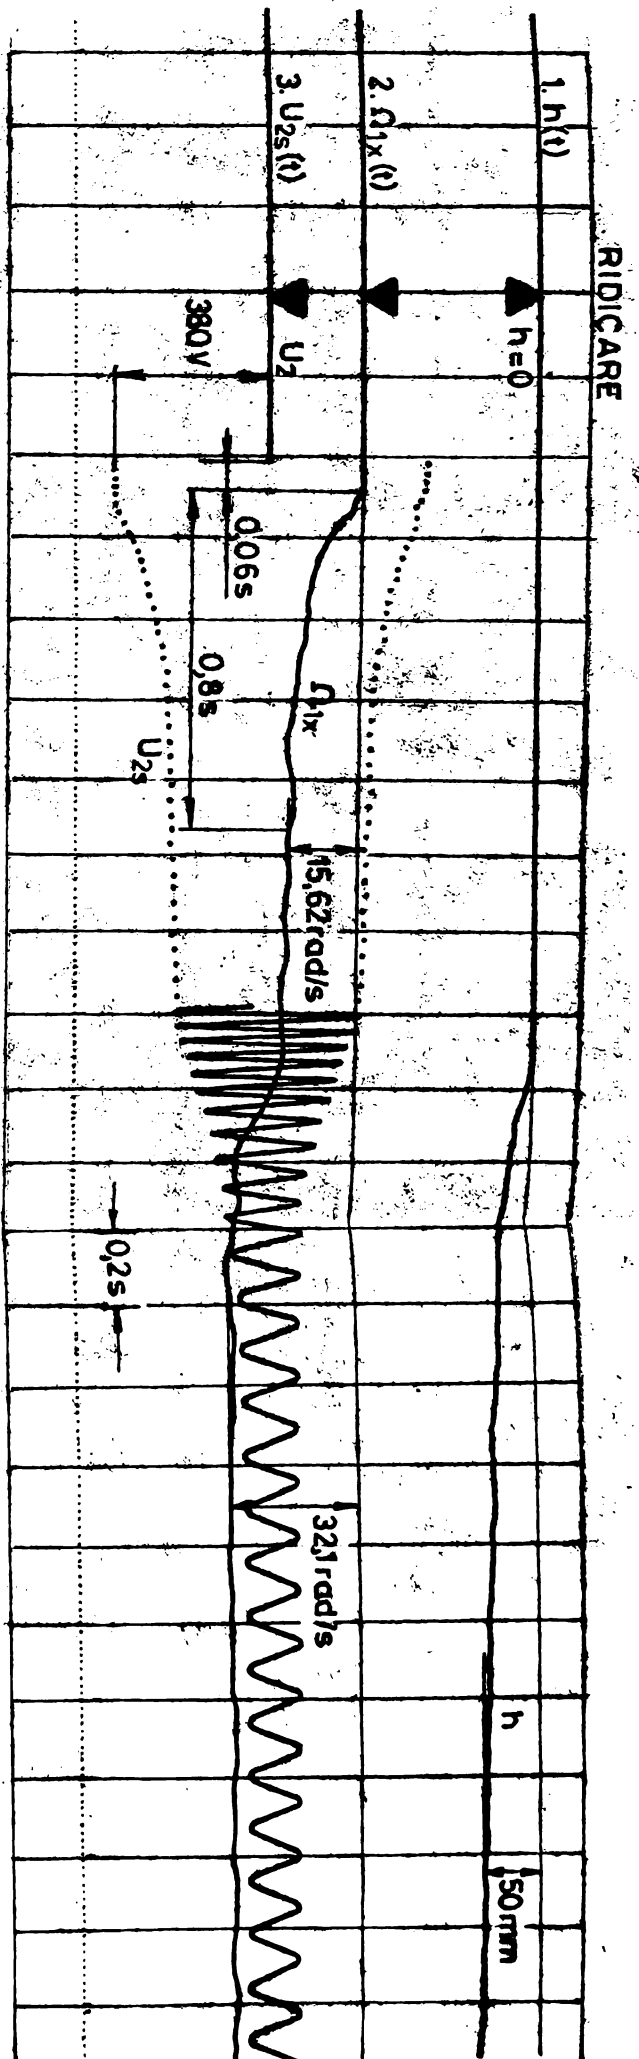 RIDICARE
1. h(t)
h=0
2. Ω1x(t)
3. U2s(t)
U2
380V
0,06s
0,8s
Ω1x
U2s
15,62rad/s
0,2s
32,1rad/s
h
50mm